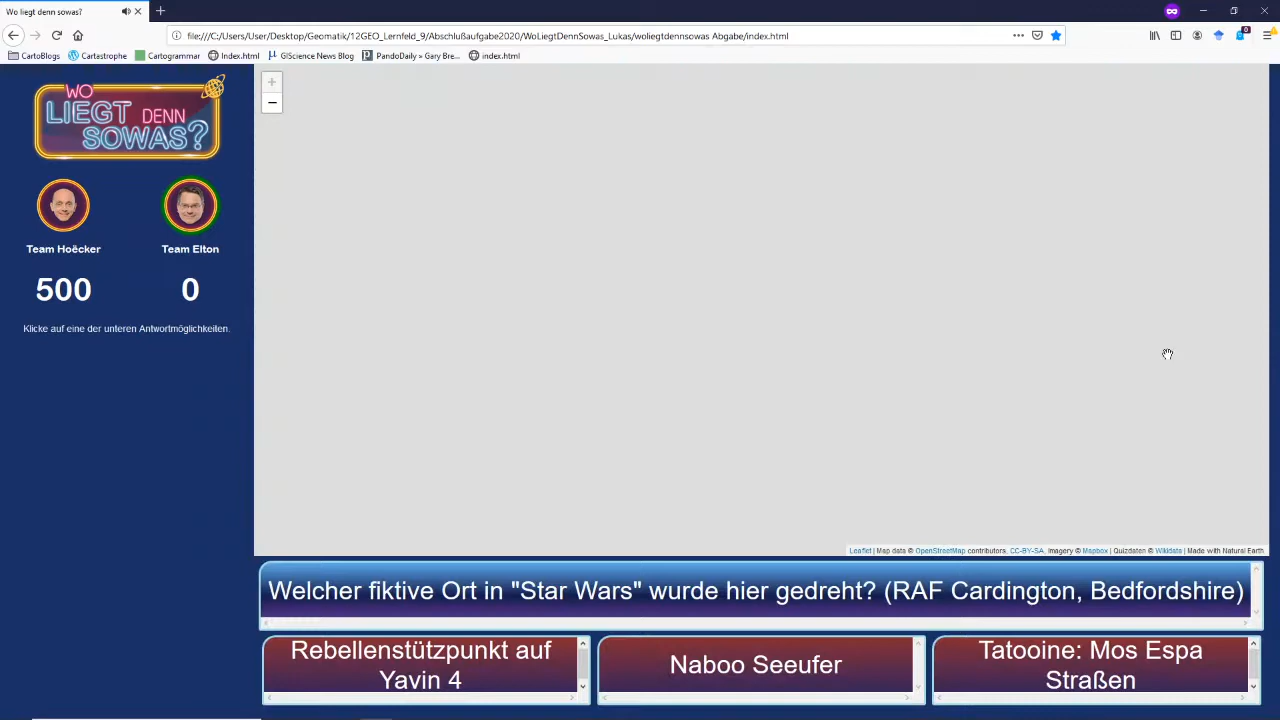 Wo liegt denn sowas?
file:///C:/Users/User/Desktop/Geomatik/12GEO_Lernfeld_9/Abschlußaufgabe2020/WoLiegtDennSowas_Lukas/woliegtdennsowas Abgabe/index.html
CartoBlogs Cartastrophe Cartogrammar Index.html GIScience News Blog PandoDaily » Gary Bre... index.html
WO
LIEGT DENN
SOWAS?
Team Hoëcker Team Elton
500 0
Klicke auf eine der unteren Antwortmöglichkeiten.
+
−
Leaflet | Map data © OpenStreetMap contributors, CC-BY-SA, Imagery © Mapbox | Quizdaten © Wikidata | Made with Natural Earth
Welcher fiktive Ort in "Star Wars" wurde hier gedreht? (RAF Cardington, Bedfordshire)
Rebellenstützpunkt auf
Yavin 4
Naboo Seeufer
Tatooine: Mos Espa
Straßen